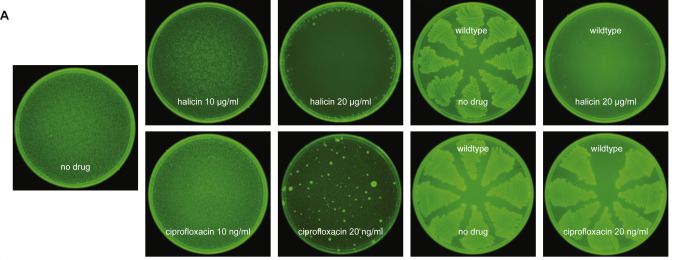 A
no drug
halicin 10 µg/ml
halicin 20 µg/ml
wildtype
no drug
wildtype
halicin 20 µg/ml
ciprofloxacin 10 ng/ml
ciprofloxacin 20 ng/ml
wildtype
no drug
wildtype
ciprofloxacin 20 ng/ml